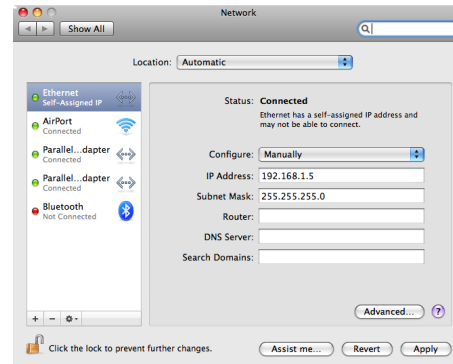 Network
Show All
Location: Automatic
Ethernet
Self-Assigned IP
AirPort
Connected
Parallel...dapter
Connected
Parallel...dapter
Connected
Bluetooth
Not Connected
Status: Connected
Ethernet has a self-assigned IP address and
may not be able to connect.
Configure: Manually
IP Address: 192.168.1.5
Subnet Mask: 255.255.255.0
Router:
DNS Server:
Search Domains:
Advanced... ?
Click the lock to prevent further changes.
Assist me... Revert Apply